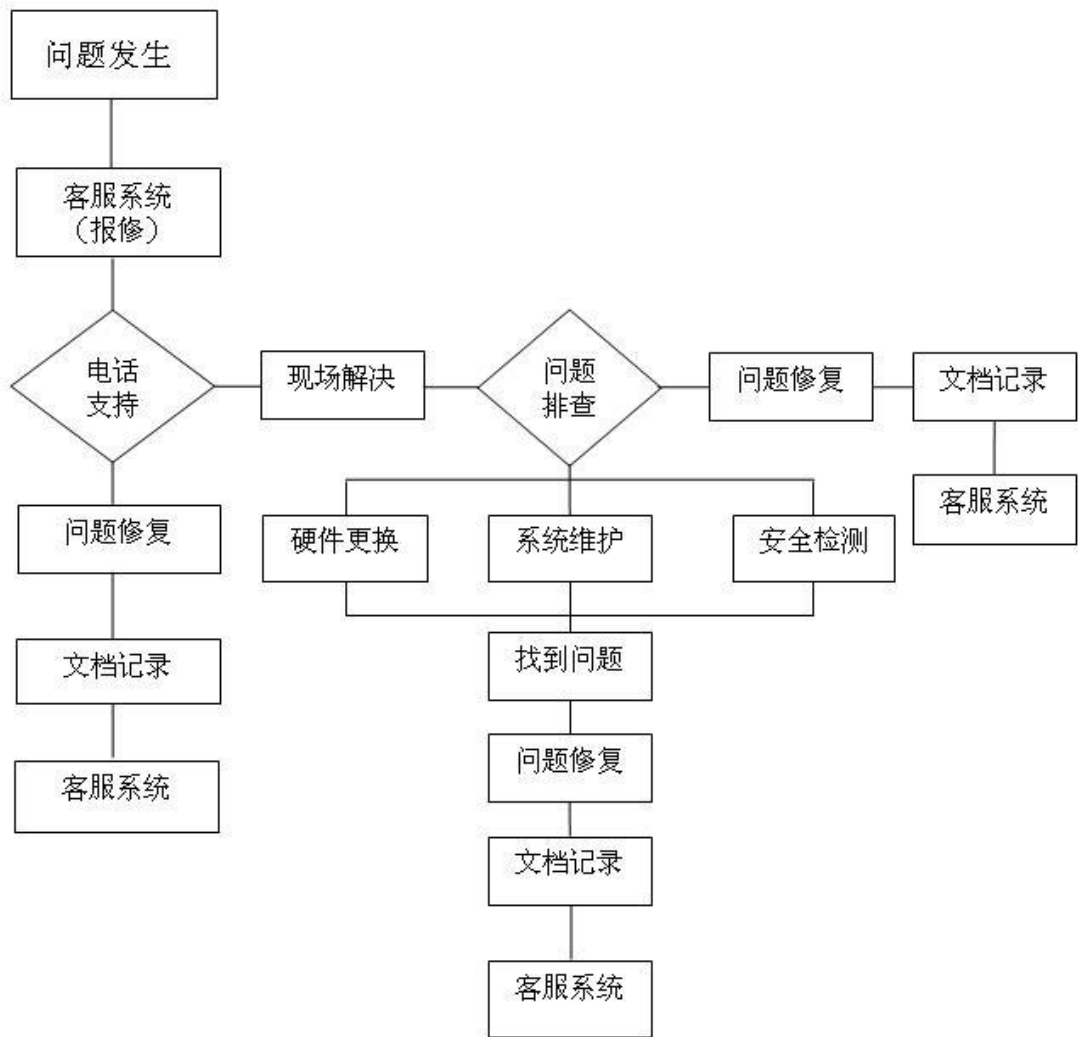 问题发生
客服系统
（报修）
电话
支持
现场解决
问题
排查
问题修复
文档记录
客服系统
问题修复
硬件更换
系统维护
安全检测
文档记录
找到问题
客服系统
问题修复
文档记录
客服系统